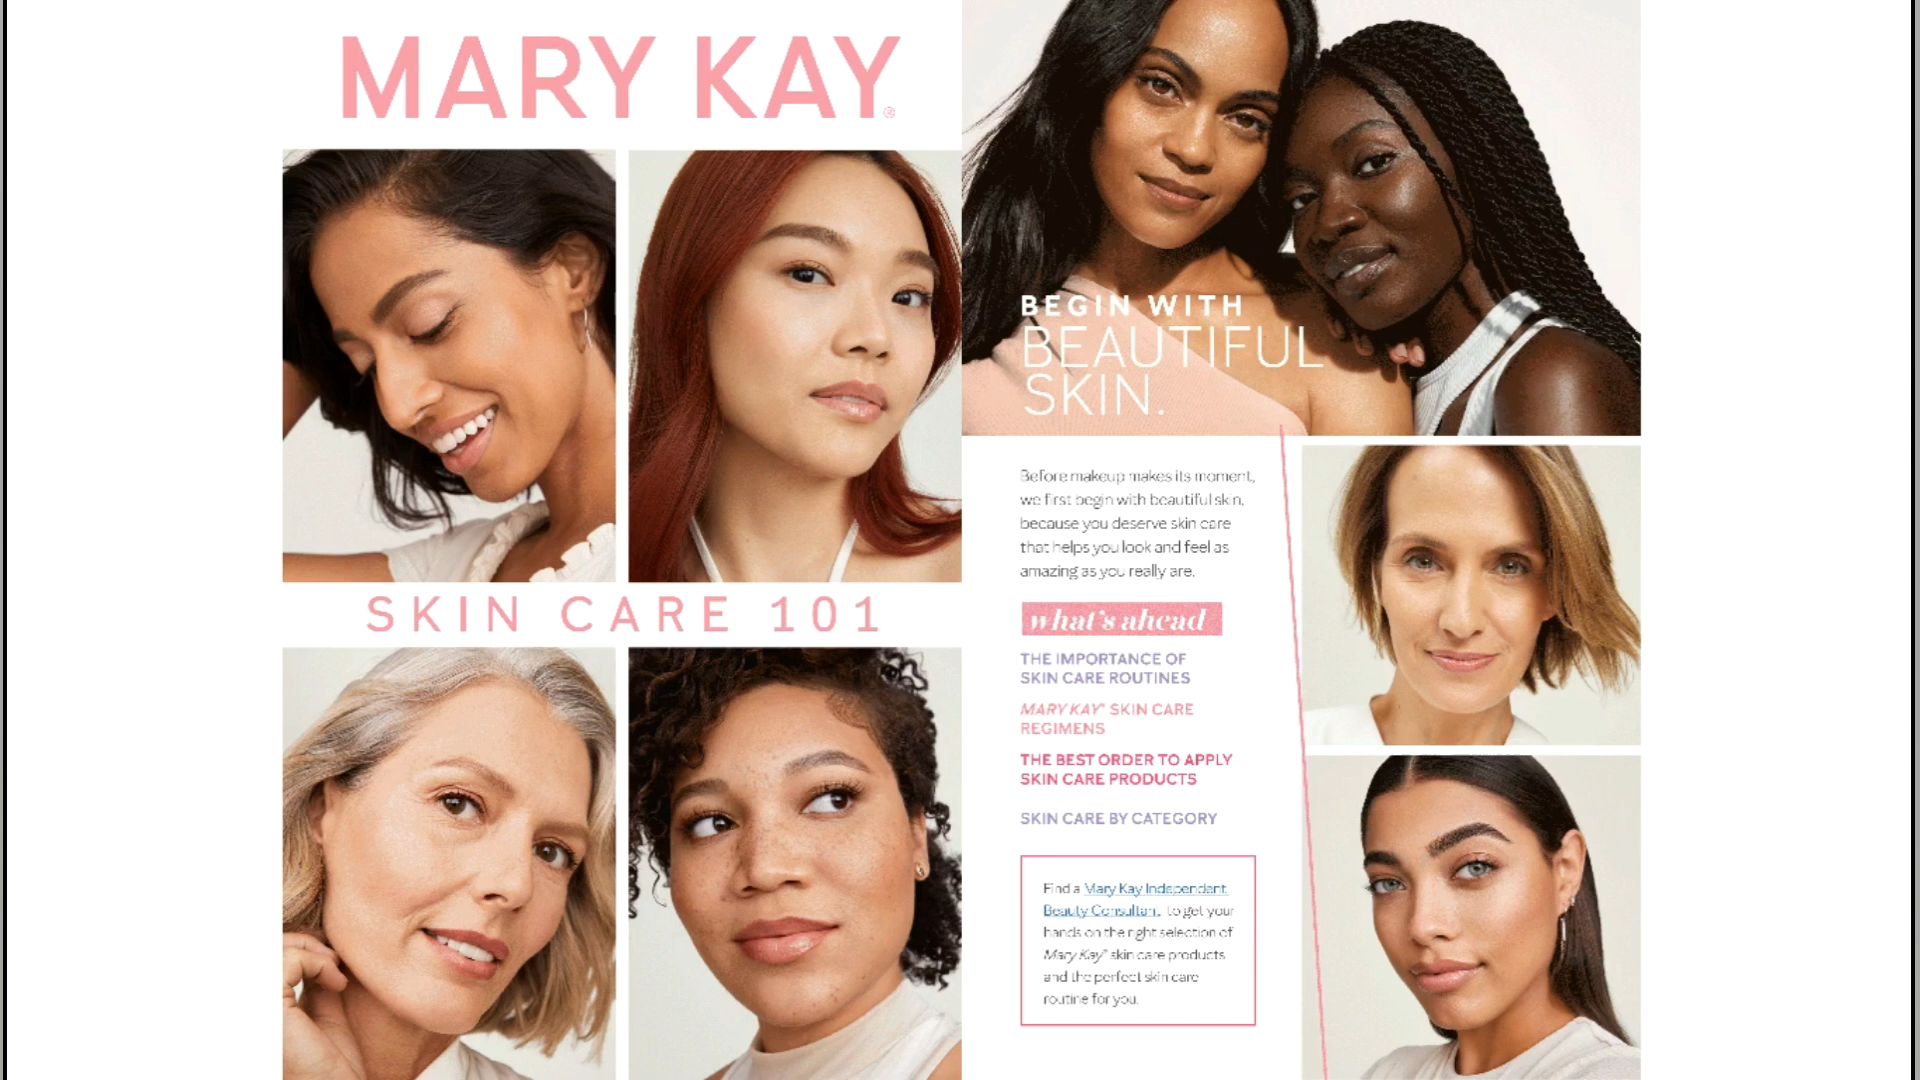 MARY KAY®
SKIN CARE 101
BEGIN WITH
BEAUTIFUL
SKIN.
Before makeup makes its moment,
we first begin with beautiful skin,
because you deserve skin care
that helps you look and feel as
amazing as you really are.
what's ahead
THE IMPORTANCE OF
SKIN CARE ROUTINES
MARY KAY® SKIN CARE
REGIMENS
THE BEST ORDER TO APPLY
SKIN CARE PRODUCTS
SKIN CARE BY CATEGORY
Find a Mary Kay Independent
Beauty Consultant to get your
hands on the right selection of
Mary Kay® skin care products
and the perfect skin care
routine for you.